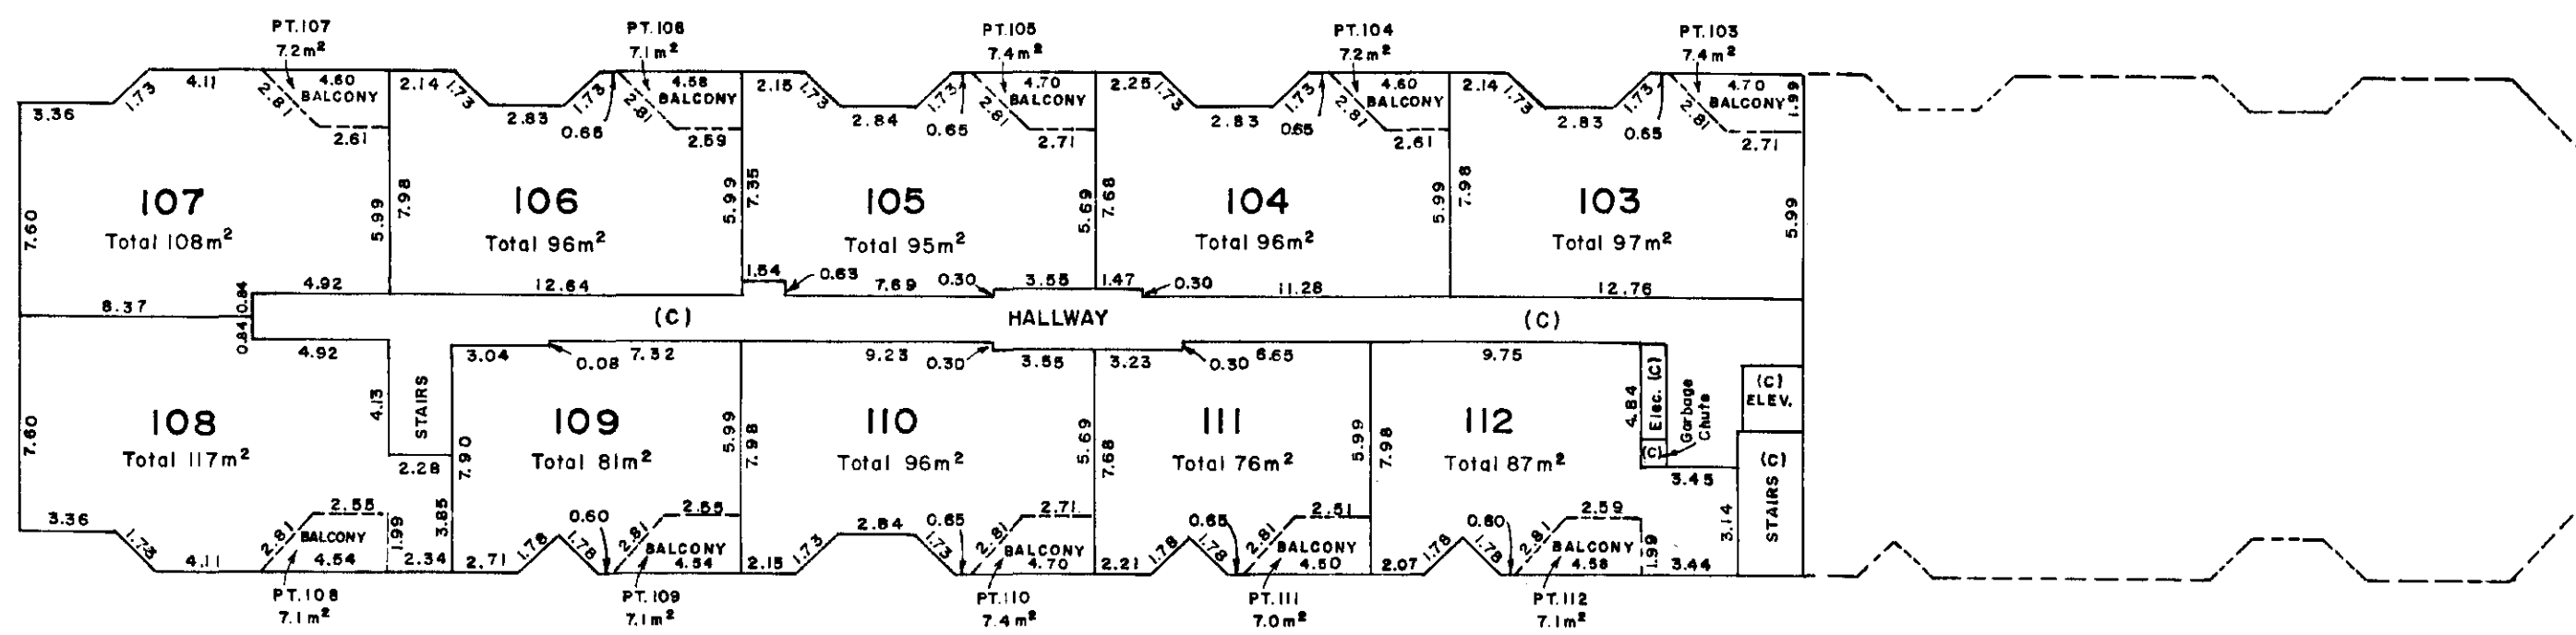 PT.107
7.2m²
PT.106
7.1m²
PT.105
7.4m²
PT.104
7.2m²
PT.103
7.4m²
3.36
1.73
4.11
2.81
4.60
BALCONY
2.61
2.14
1.73
2.83
1.73
0.65
2.81
4.58
BALCONY
2.59
2.15
1.73
2.84
1.73
0.65
2.81
4.70
BALCONY
2.71
2.25
1.73
2.83
1.73
0.65
2.81
4.60
BALCONY
2.61
2.14
1.73
2.83
1.73
0.65
2.81
4.70
BALCONY
1.99
2.71
107
Total 108m²
7.60
5.99
7.98
106
Total 96m²
5.99
7.35
105
Total 95m²
5.69
7.68
104
Total 96m²
5.99
7.98
103
Total 97m²
5.99
8.37
0.84
4.92
12.64
1.54
0.63
7.69
0.30
3.55
1.47
0.30
11.28
12.76
(C)
HALLWAY
(C)
0.84
4.92
3.04
0.08
7.32
9.23
0.30
3.55
3.23
0.30
6.65
9.75
108
Total 117m²
7.60
4.13
STAIRS
2.28
7.90
3.85
109
Total 81m²
5.99
7.98
110
Total 96m²
5.69
7.68
111
Total 76m²
5.99
7.98
112
Total 87m²
4.84
Elec. (C)
(C)
Garbage
Chute
(C)
ELEV.
3.45
3.14
STAIRS (C)
3.36
1.73
4.11
2.81
2.55
BALCONY
4.54
1.99
2.34
2.71
1.78
1.78
0.60
2.81
2.55
BALCONY
4.54
2.15
1.73
2.84
1.73
0.65
2.81
2.71
BALCONY
4.70
2.21
1.78
1.78
0.65
2.81
2.51
BALCONY
4.50
2.07
1.78
1.78
0.60
2.81
2.59
BALCONY
4.58
1.99
3.44
PT.108
7.1m²
PT.109
7.1m²
PT.110
7.4m²
PT.111
7.0m²
PT.112
7.1m²